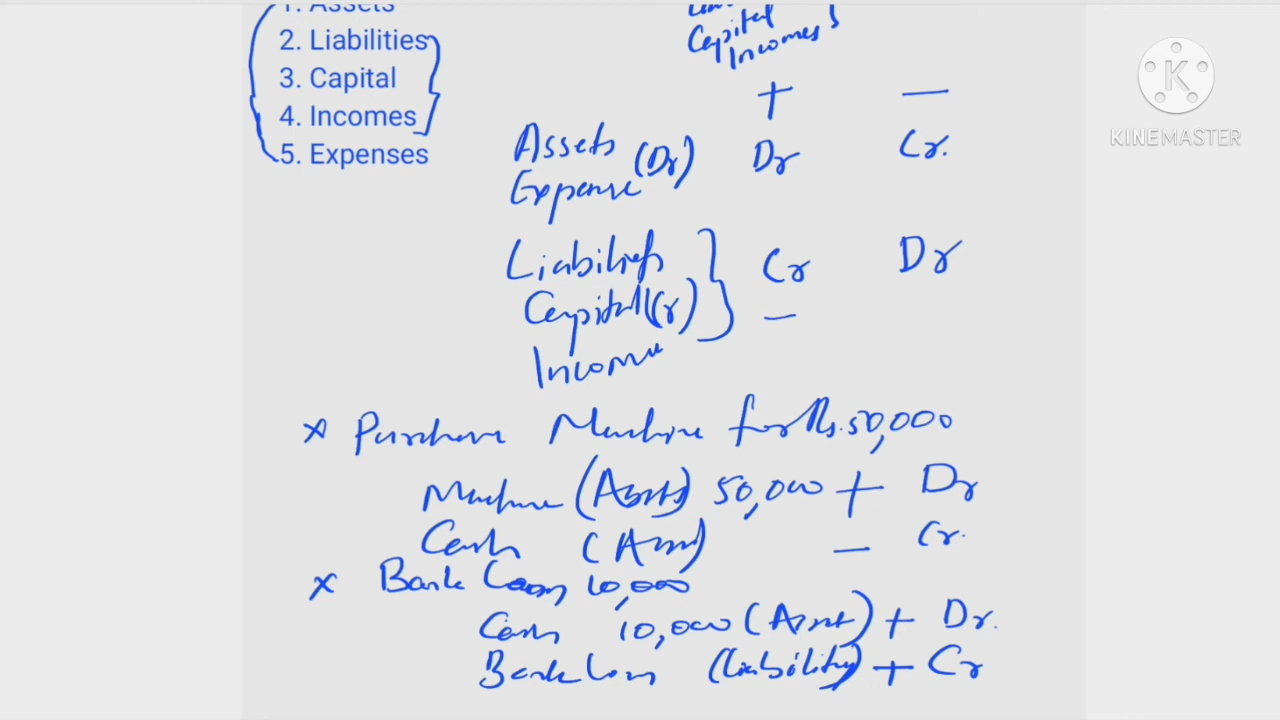 1. Assets
2. Liabilities
3. Capital
4. Incomes
5. Expenses
Capital
Incomes
+ —
Assets (Dr) Dr Cr.
Expense
Liabilities Cr Dr
Capital (Cr) —
Income
x Purchase Machine for Rs. 50,000
Machine (Assets) 50,000 + Dr
Cash (Asset) — Cr.
x Bank Loan 10,000
Cash 10,000 (Asset) + Dr.
Bank Loan (Liability) + Cr
K
KINEMASTER